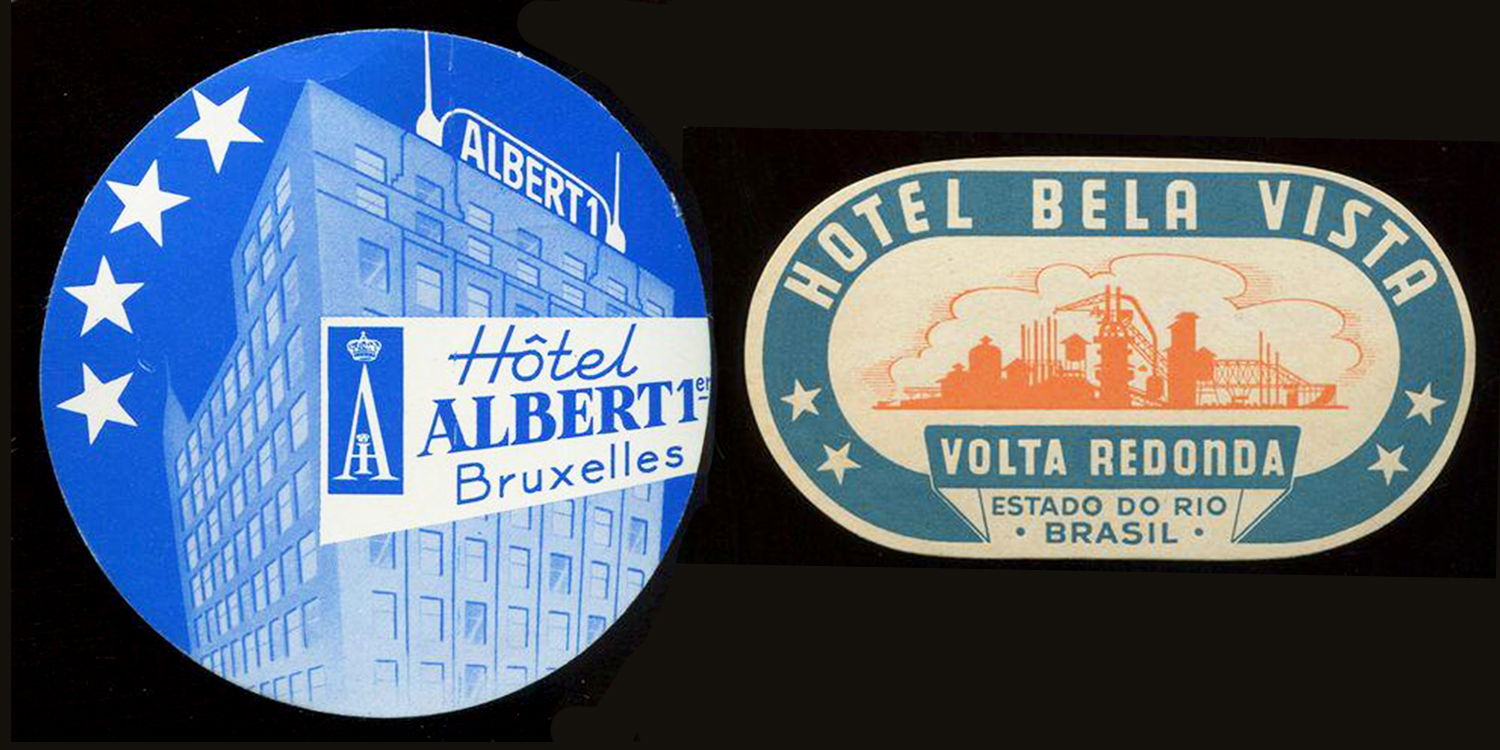 ALBERT 1
Hôtel
ALBERT 1er
Bruxelles
A
HOTEL BELA VISTA
VOLTA REDONDA
ESTADO DO RIO
• BRASIL •